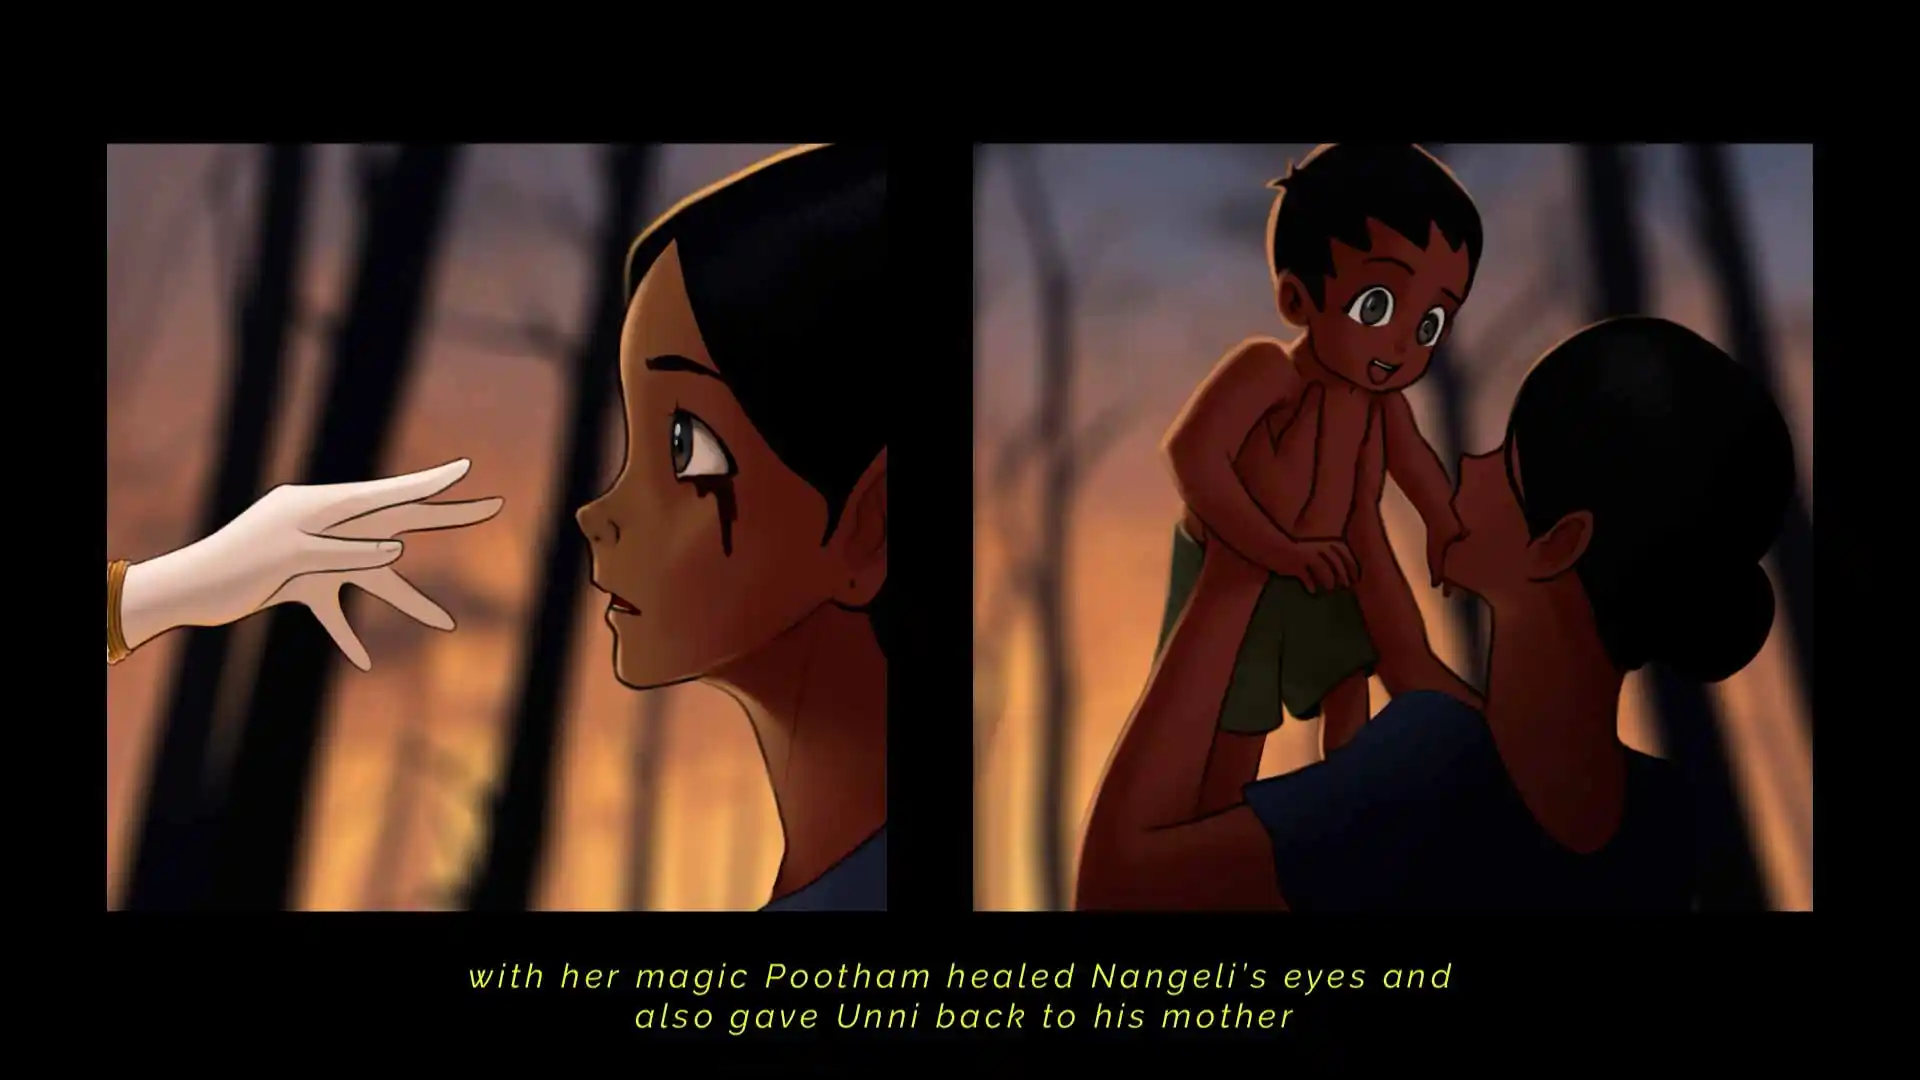 with her magic Pootham healed Nangeli's eyes and
also gave Unni back to his mother